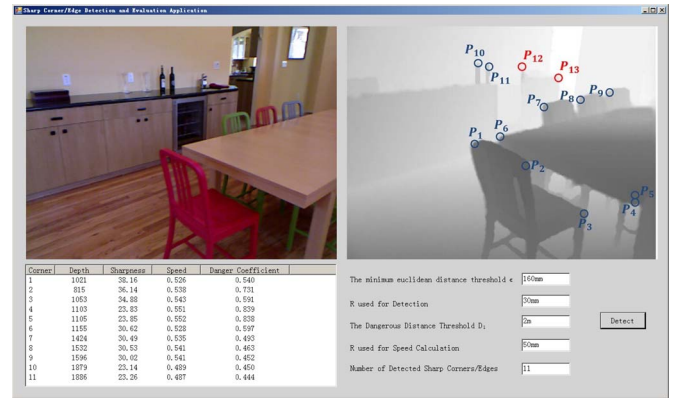 Sharp Corner/Edge Detection and Evaluation Application
P10
P11
P12
P13
P7
P8
P9
P1
P6
P2
P5
P4
P3
Corner Depth Sharpness Speed Danger Coefficient
1 1021 38.16 0.526 0.540
2 815 36.14 0.538 0.731
3 1053 34.88 0.543 0.591
4 1103 23.83 0.551 0.839
5 1105 23.85 0.552 0.838
6 1155 30.62 0.528 0.597
7 1424 30.49 0.535 0.493
8 1532 30.53 0.541 0.463
9 1596 30.02 0.541 0.452
10 1879 23.14 0.489 0.450
11 1886 23.26 0.487 0.444
The minimum euclidean distance threshold ϵ 160mm
R used for Detection 30mm
The Dangerous Distance Threshold D₁ 2m
R used for Speed Calculation 50mm
Number of Detected Sharp Corners/Edges 11
Detect